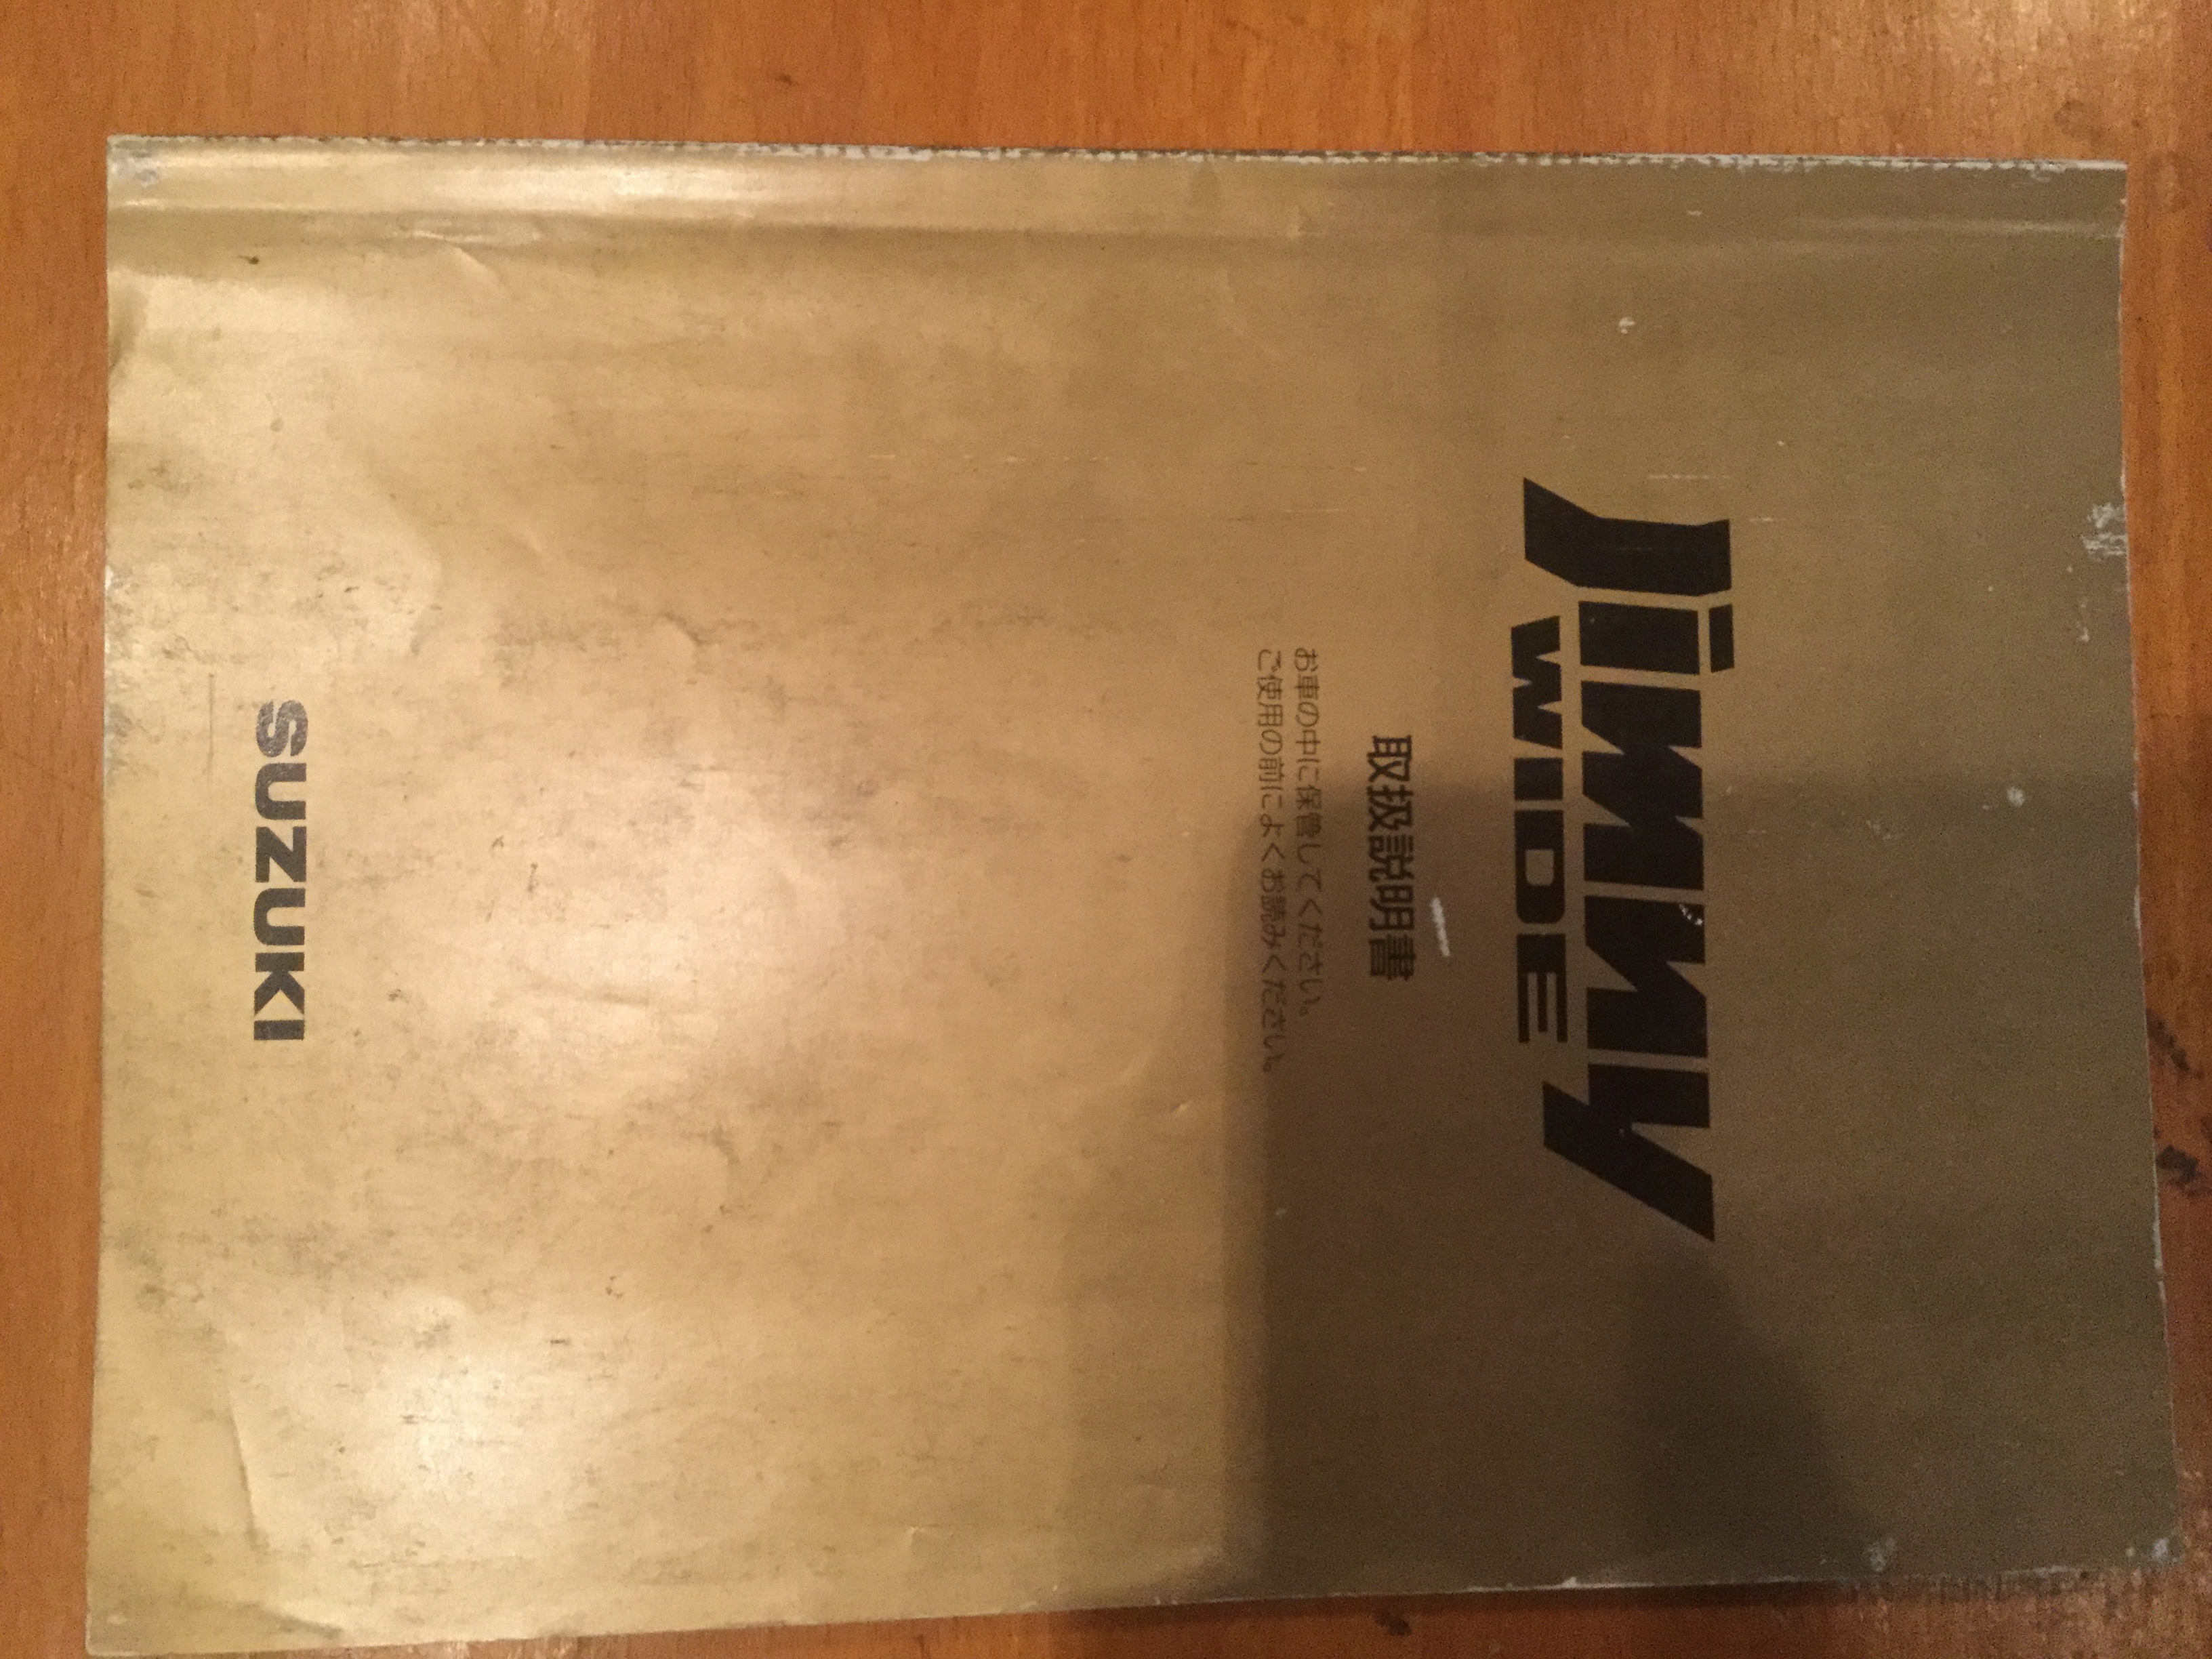 Jimny
WIDE
取扱説明書
お車の中に保管してください。
ご使用の前によくお読みください。
SUZUKI